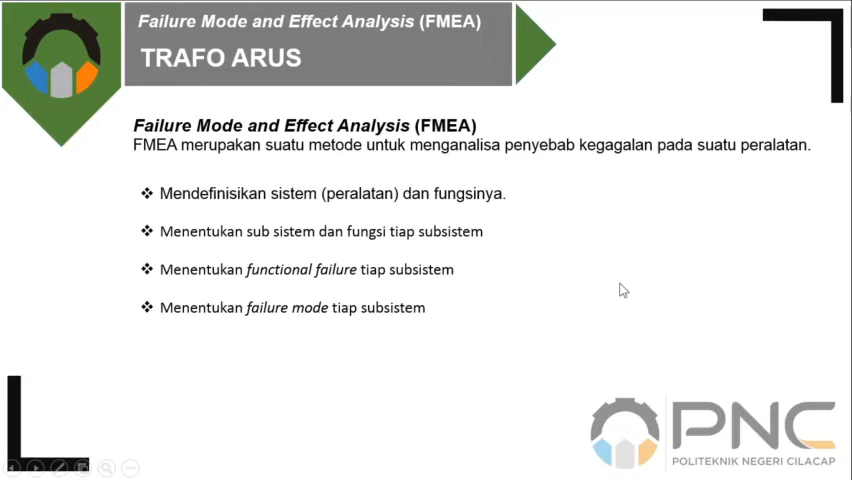 Failure Mode and Effect Analysis (FMEA)
TRAFO ARUS
Failure Mode and Effect Analysis (FMEA)
FMEA merupakan suatu metode untuk menganalisa penyebab kegagalan pada suatu peralatan.
❖ Mendefinisikan sistem (peralatan) dan fungsinya.
❖ Menentukan sub sistem dan fungsi tiap subsistem
❖ Menentukan functional failure tiap subsistem
❖ Menentukan failure mode tiap subsistem
PNC
POLITEKNIK NEGERI CILACAP